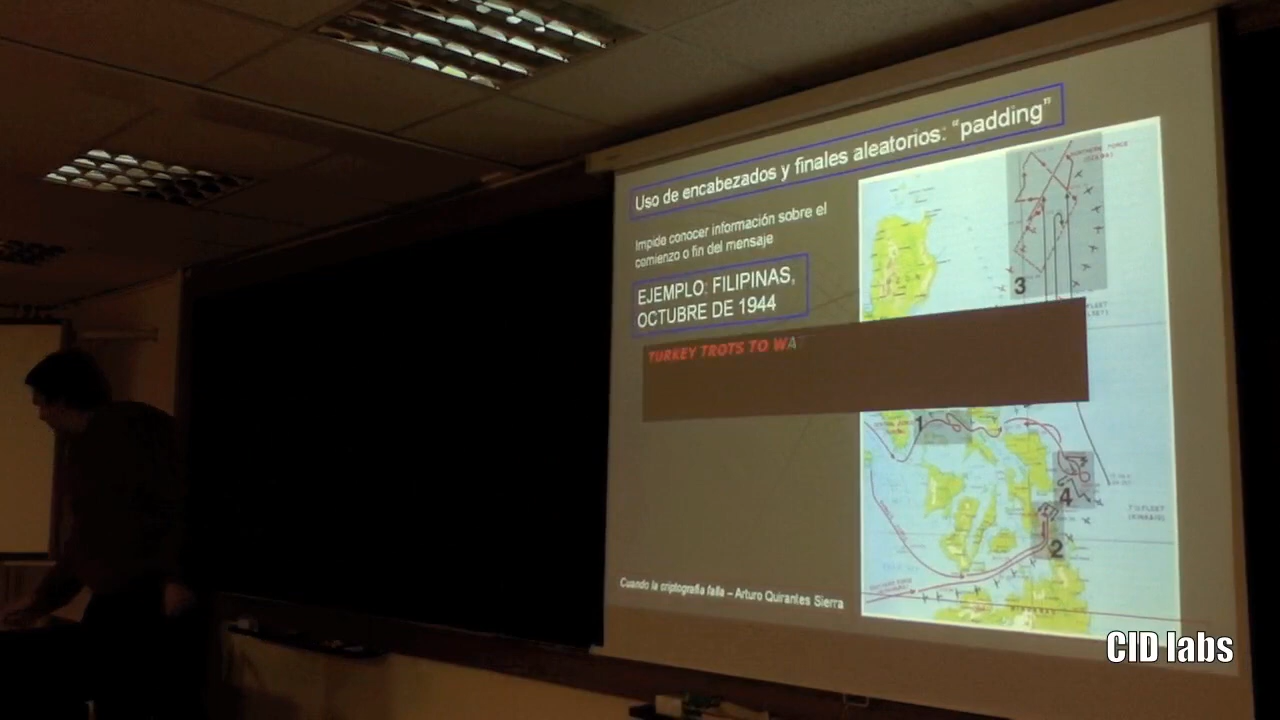 Uso de encabezados y finales aleatorios: “padding”
Impide conocer información sobre el
comienzo o fin del mensaje
EJEMPLO: FILIPINAS,
OCTUBRE DE 1944
TURKEY TROTS TO WA
3
1
4
2
Cuando la criptografía falla – Arturo Quirantes Sierra
CID labs